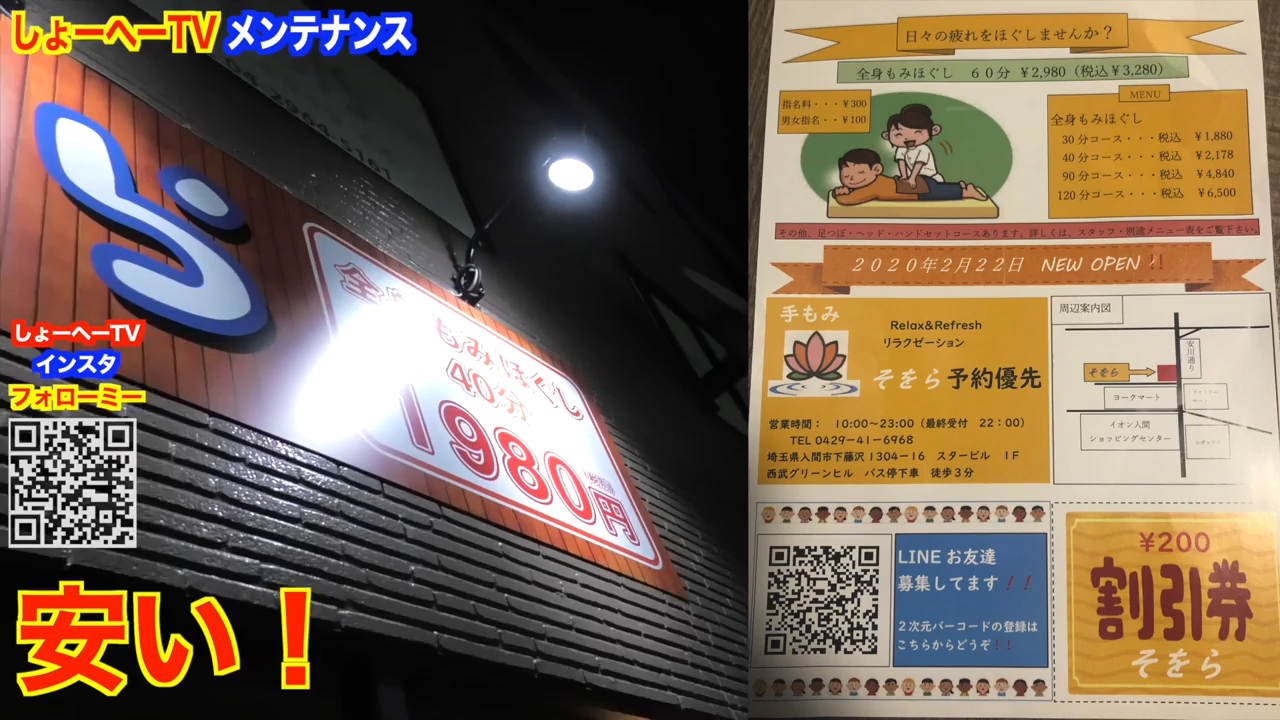 しょーへーTV メンテナンス
ら
全
もみほぐし
40分
1980円
しょーへーTV
インスタ
フォローミー
安い！
日々の疲れをほぐしませんか？
全身もみほぐし ６０分 ￥2,980（税込￥3,280）
指名料・・・￥300
男女指名・・￥100
MENU
全身もみほぐし
30分コース・・・税込 ￥1,880
40分コース・・・税込 ￥2,178
90分コース・・・税込 ￥4,840
120分コース・・・税込 ￥6,500
その他、足つぼ・ヘッド・ハンドセットコースあります。詳しくは、スタッフ・別途メニュー表をご覧下さい。
２０２０年２月２２日 NEW OPEN！！
手もみ
Relax&Refresh
リラクゼーション
そをら 予約優先
営業時間： 10:00～23:00（最終受付 22：00）
TEL 0429－41－6968
埼玉県入間市下藤沢１３０４－１６ スタービル １F
西武グリーンヒル バス停下車 徒歩３分
周辺案内図
安川通り
そをら
ヨークマート
イオン入間
ショッピングセンター
LINEお友達
募集してます！！
２次元バーコードの登録は
こちらからどうぞ！！
¥200
割引券
そをら